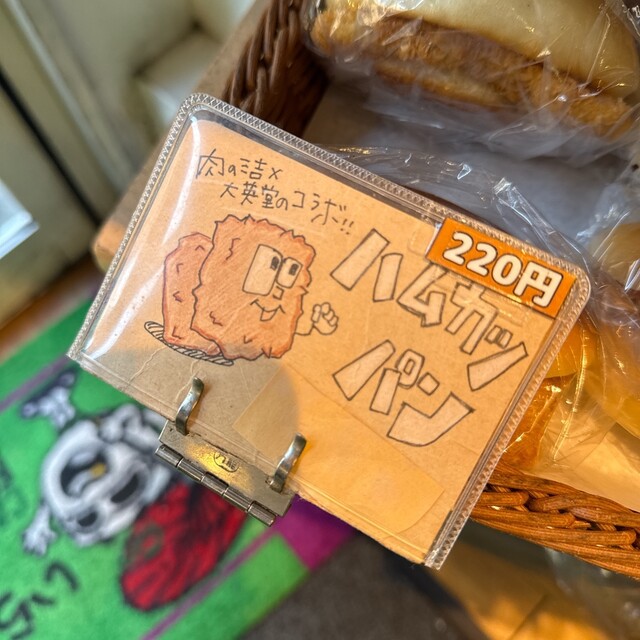 肉の吉×
大英堂のコラボ!!
220円
ハムカツ
パン